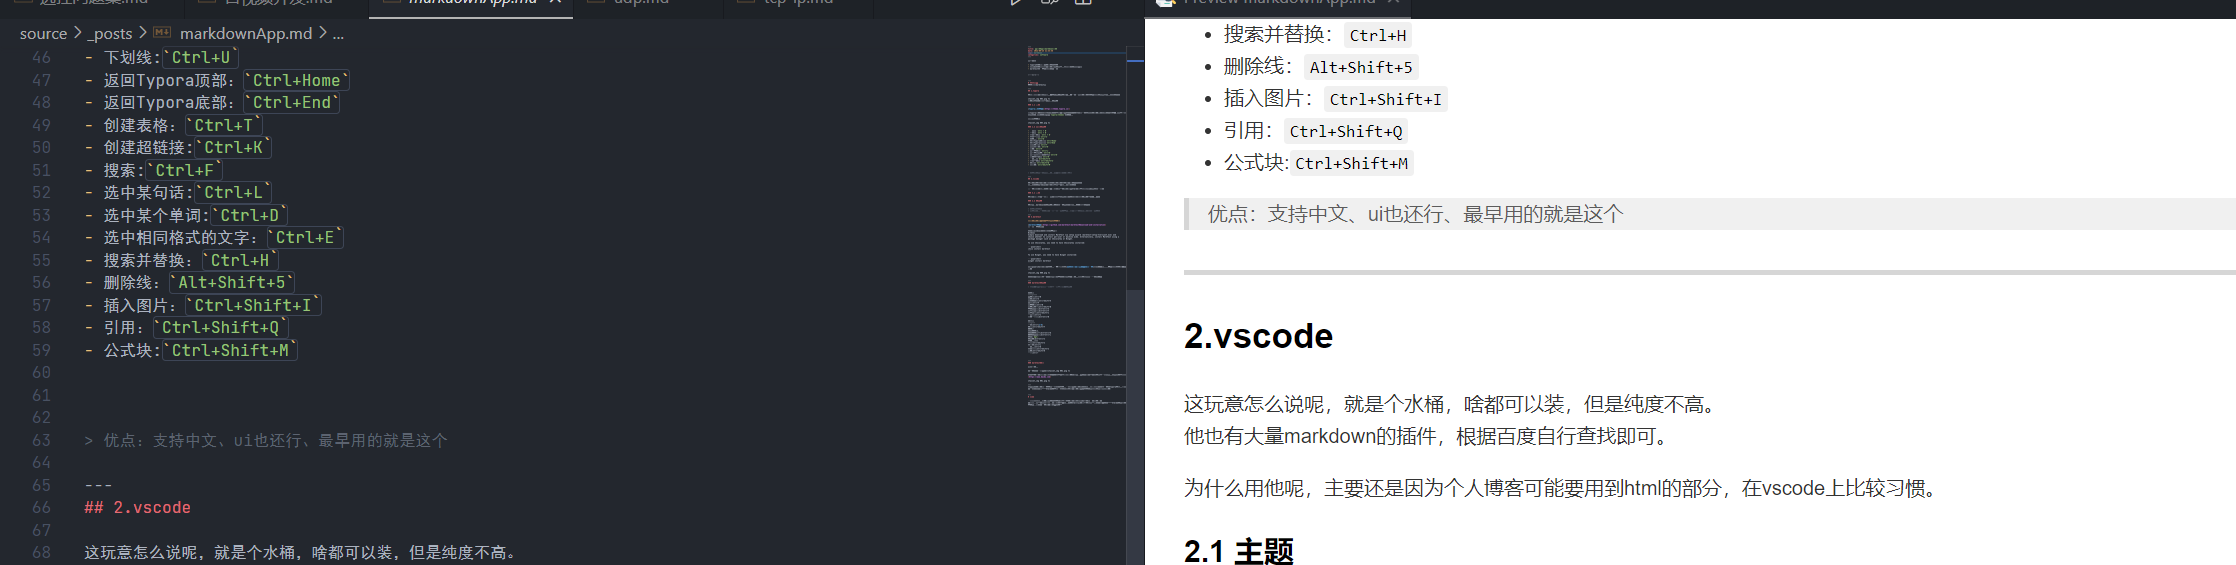 markdownApp.md
udp.md
tcp-ip.md
Preview markdownApp.md
source > _posts > markdownApp.md > ...
46 - 下划线:`Ctrl+U`
47 - 返回Typora顶部：`Ctrl+Home`
48 - 返回Typora底部：`Ctrl+End`
49 - 创建表格：`Ctrl+T`
50 - 创建超链接:`Ctrl+K`
51 - 搜索:`Ctrl+F`
52 - 选中某句话:`Ctrl+L`
53 - 选中某个单词:`Ctrl+D`
54 - 选中相同格式的文字：`Ctrl+E`
55 - 搜索并替换：`Ctrl+H`
56 - 删除线：`Alt+Shift+5`
57 - 插入图片：`Ctrl+Shift+I`
58 - 引用：`Ctrl+Shift+Q`
59 - 公式块:`Ctrl+Shift+M`
60
61
62
63 > 优点：支持中文、ui也还行、最早用的就是这个
64
65 ---
66 ## 2.vscode
67
68 这玩意怎么说呢，就是个水桶，啥都可以装，但是纯度不高。
• 搜索并替换： Ctrl+H
• 删除线： Alt+Shift+5
• 插入图片： Ctrl+Shift+I
• 引用： Ctrl+Shift+Q
• 公式块: Ctrl+Shift+M
优点：支持中文、ui也还行、最早用的就是这个
2.vscode
这玩意怎么说呢，就是个水桶，啥都可以装，但是纯度不高。
他也有大量markdown的插件，根据百度自行查找即可。
为什么用他呢，主要还是因为个人博客可能要用到html的部分，在vscode上比较习惯。
2.1 主题